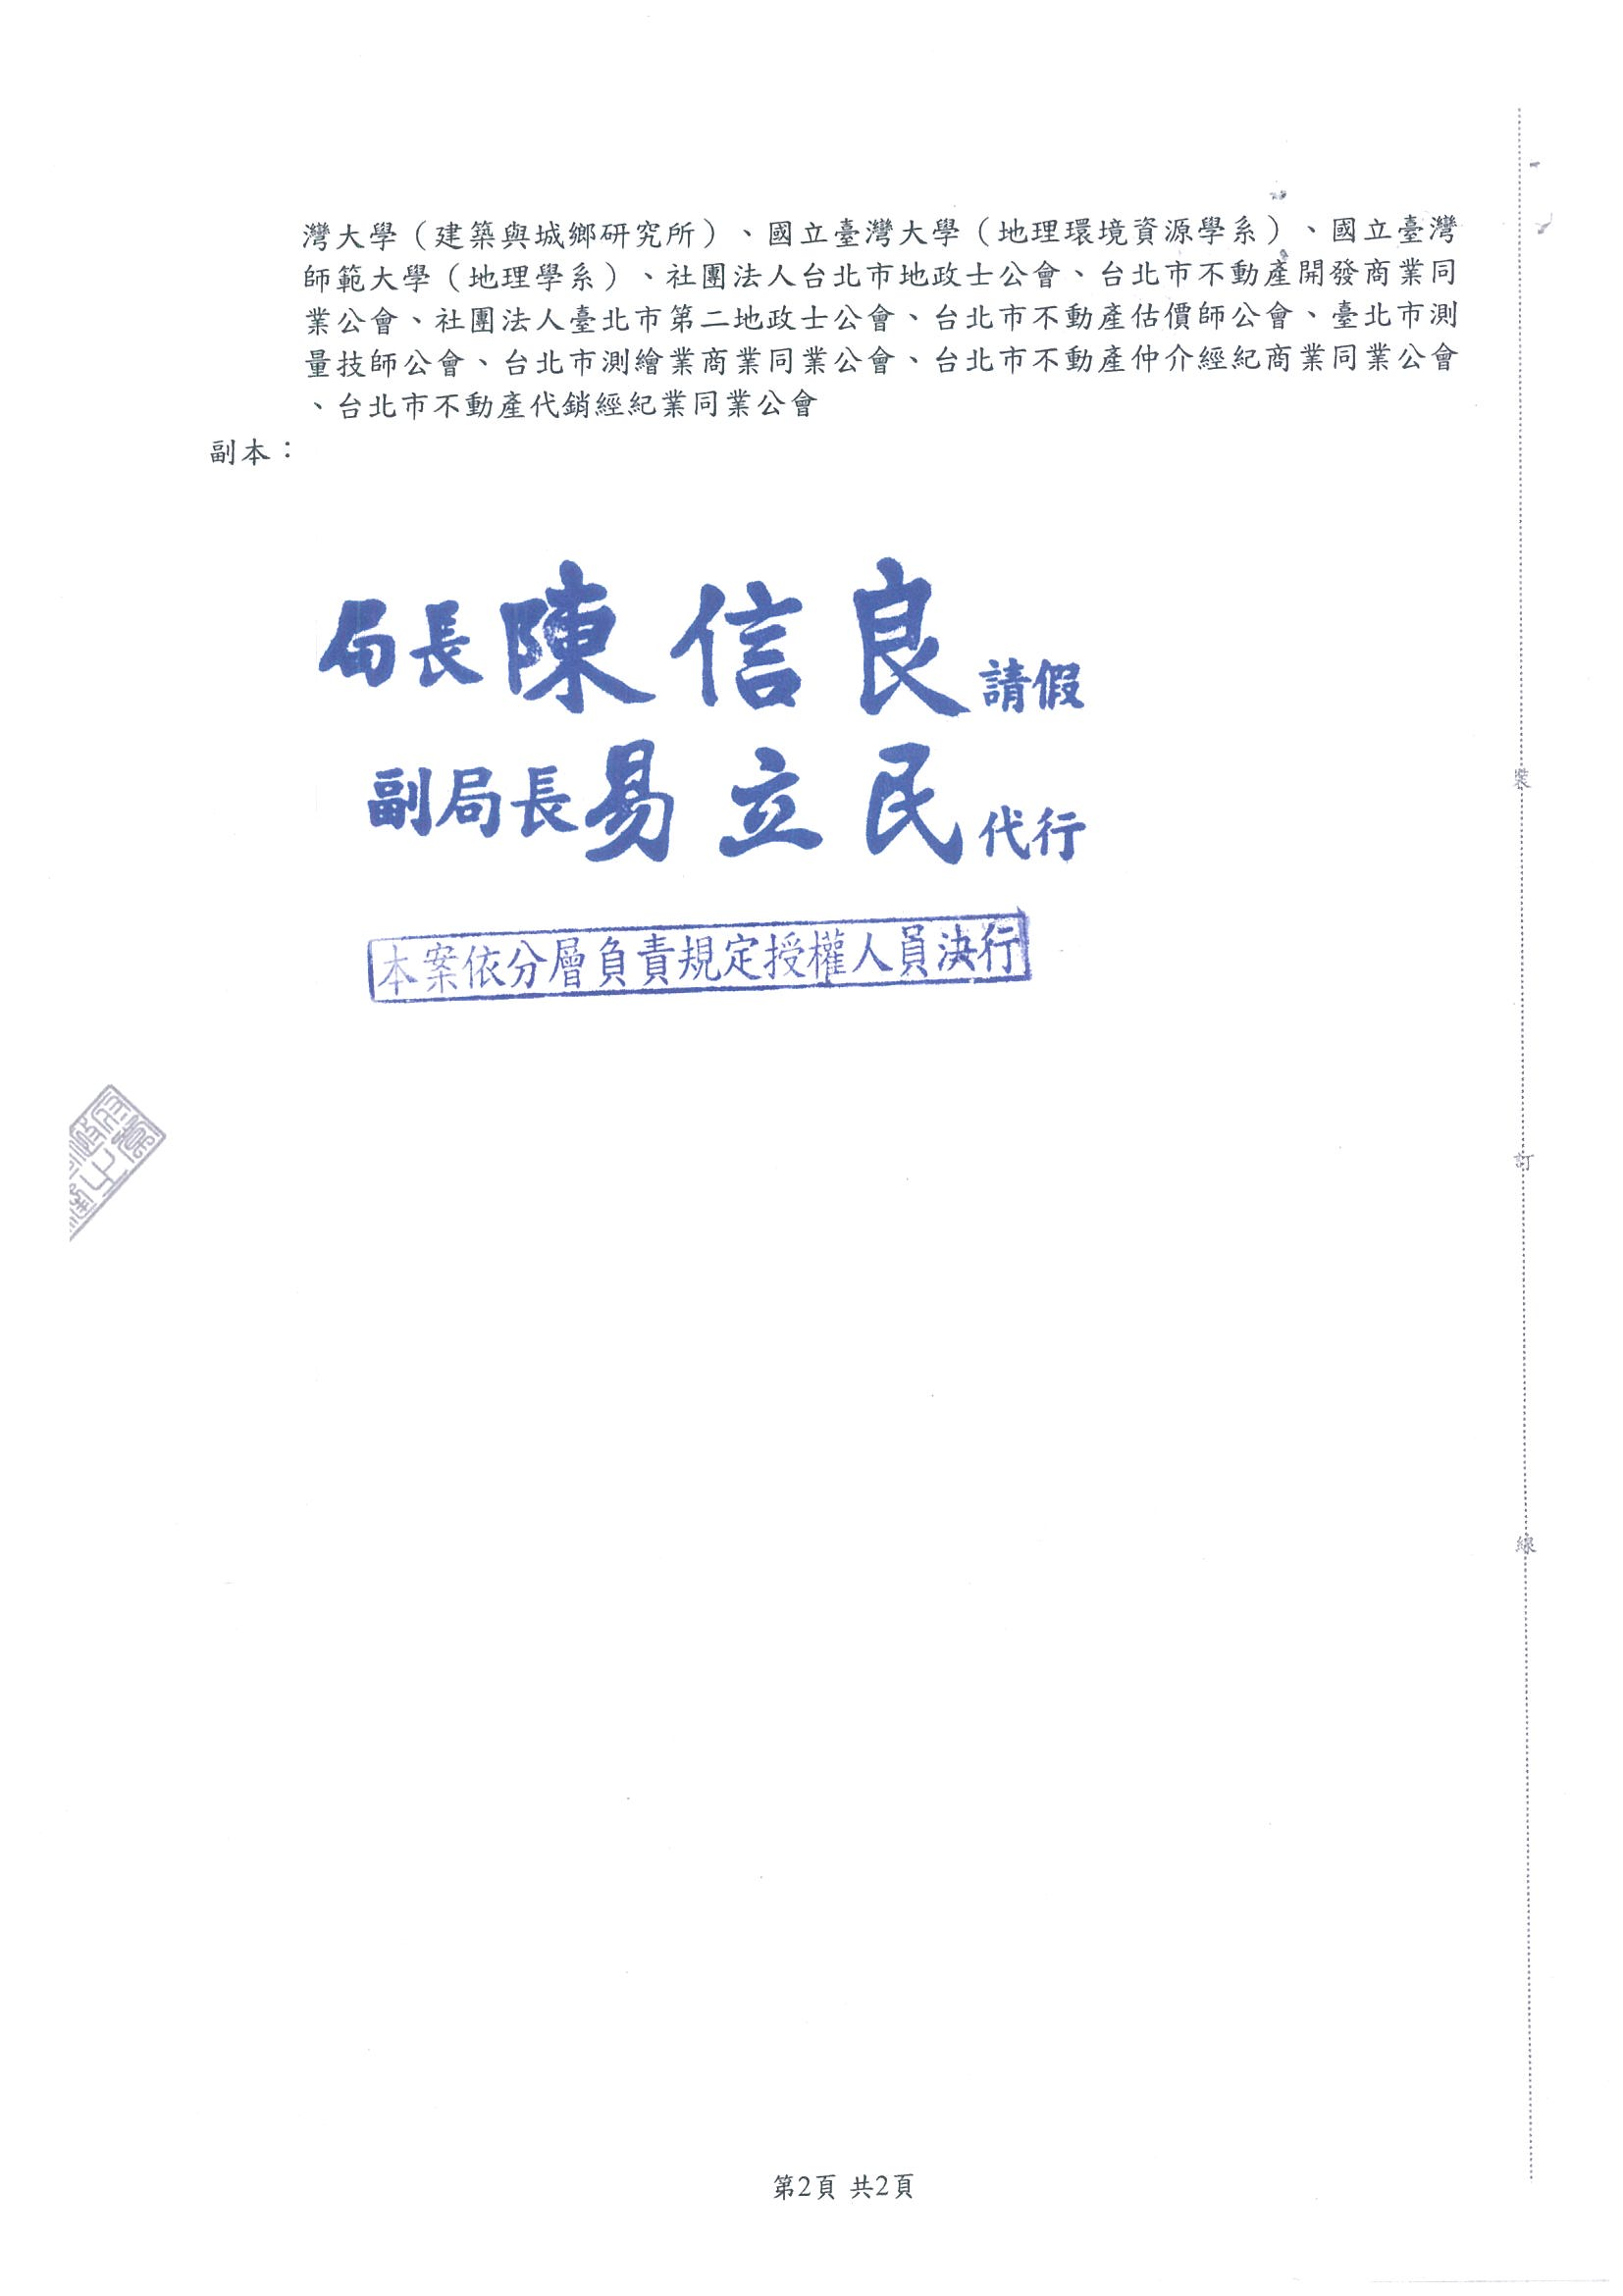 灣大學（建築與城鄉研究所）、國立臺灣大學（地理環境資源學系）、國立臺灣
師範大學（地理學系）、社團法人台北市地政士公會、台北市不動產開發商業同
業公會、社團法人臺北市第二地政士公會、台北市不動產估價師公會、臺北市測
量技師公會、台北市測繪業商業同業公會、台北市不動產仲介經紀商業同業公會
、台北市不動產代銷經紀業同業公會
副本：
局長陳信良請假
副局長易立民代行
本案依分層負責規定授權人員決行
裝
訂
線
第2頁 共2頁